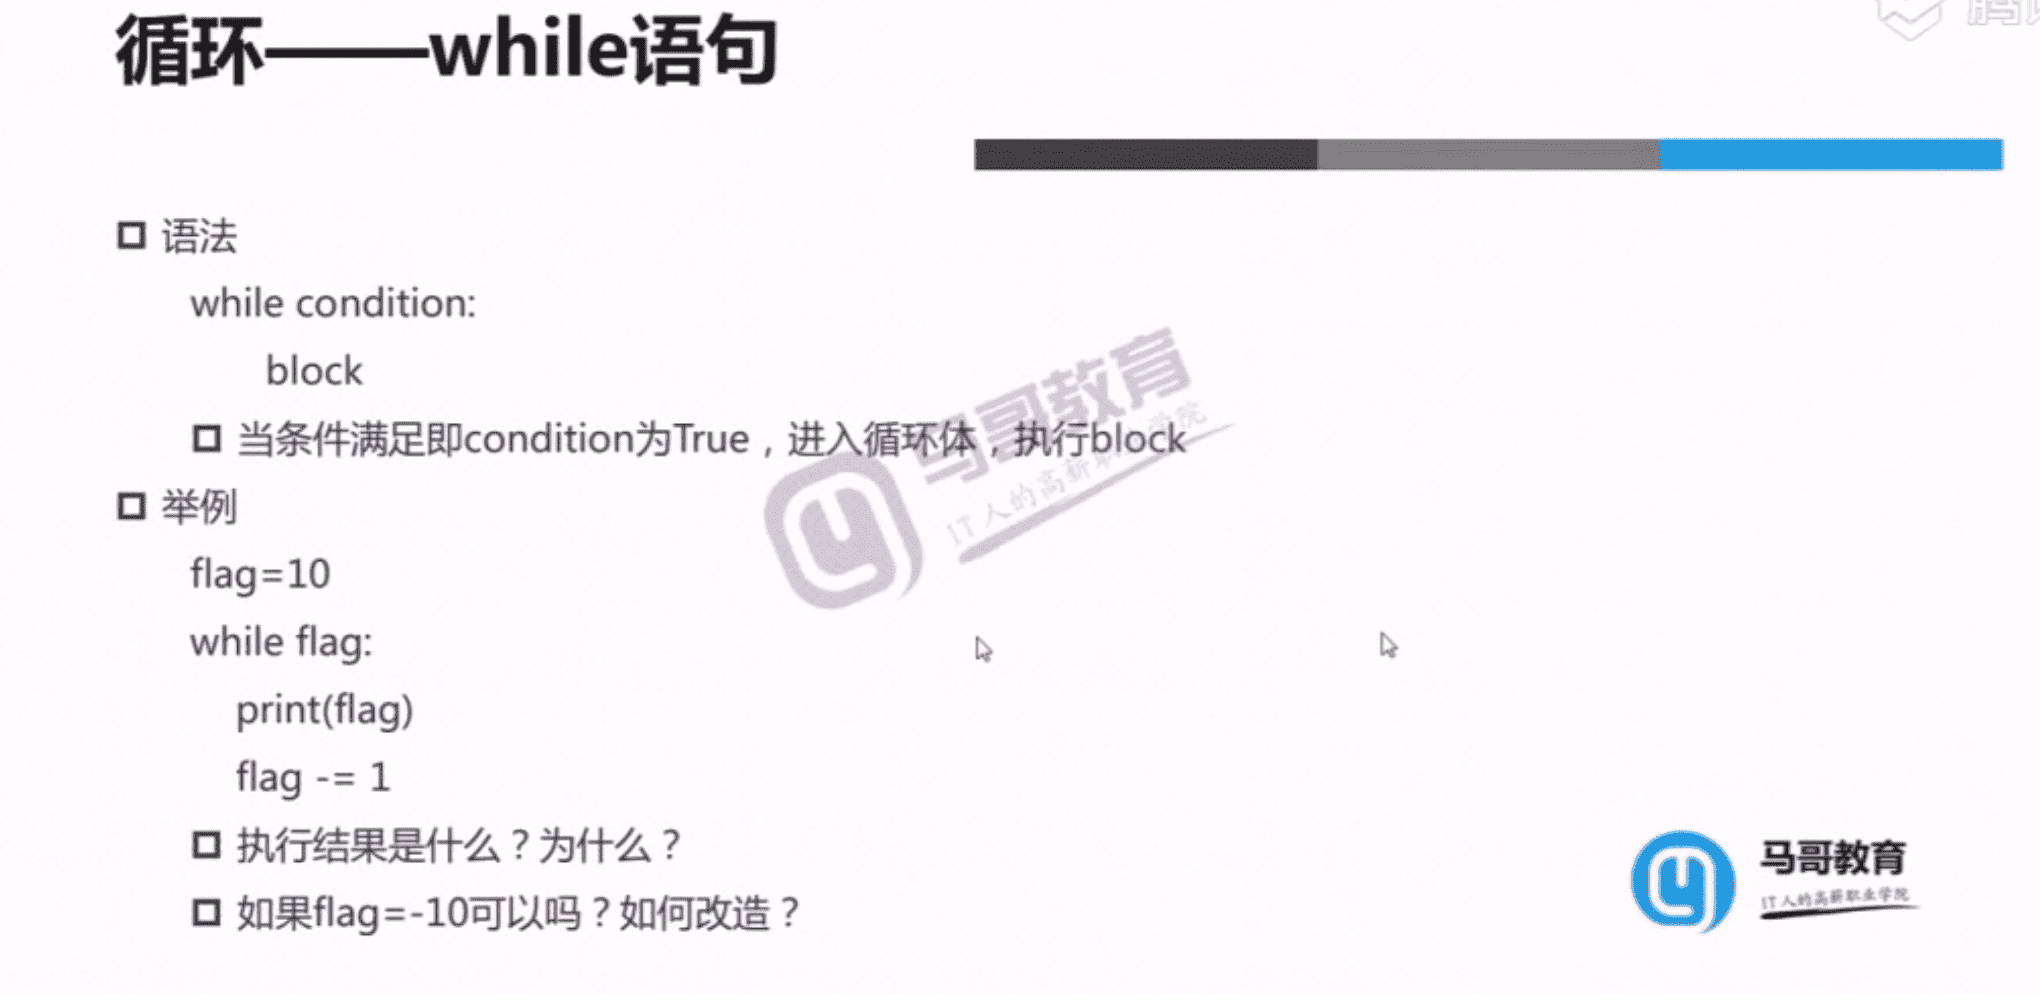 循环——while语句
语法
while condition:
block
当条件满足即condition为True，进入循环体，执行block
举例
flag=10
while flag:
print(flag)
flag -= 1
执行结果是什么？为什么？
如果flag=-10可以吗？如何改造？
马哥教育
IT人的高薪职业学院
马哥教育
IT人的高薪职业学院